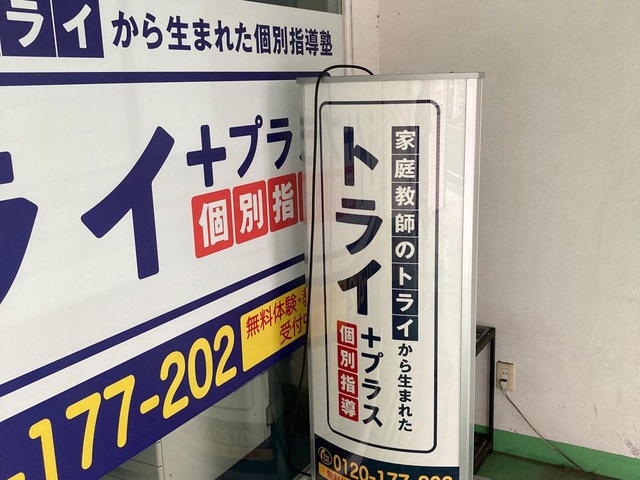 ライから生まれた個別指導塾
ライ+プラ
個別指
無料体験・
受付中
-177-202
家庭教師のトライから生まれた
トライ+プラス
個別指導
0120-177-202